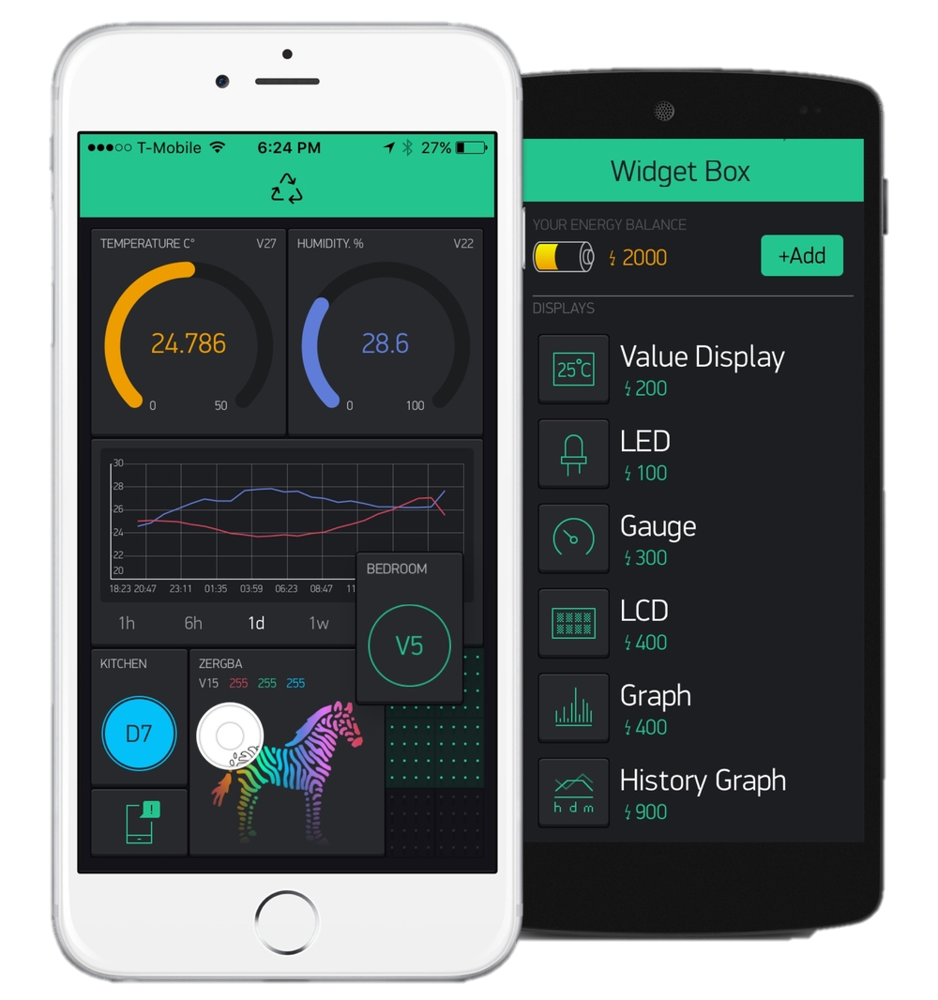 T-Mobile 6:24 PM 27%
TEMPERATURE C° V27
24.786
0 50
HUMIDITY. % V22
28.6
0 100
30
28
26
24
22
20
18:23 20:47 23:11 01:35 03:59 06:23 08:47 11
1h 6h 1d 1w
BEDROOM
V5
KITCHEN
D7
ZERGBA
V15 255 255 255
!
Widget Box
YOUR ENERGY BALANCE
2000
+Add
DISPLAYS
25°C
Value Display
200
LED
100
Gauge
300
LCD
400
Graph
400
h d m
History Graph
900